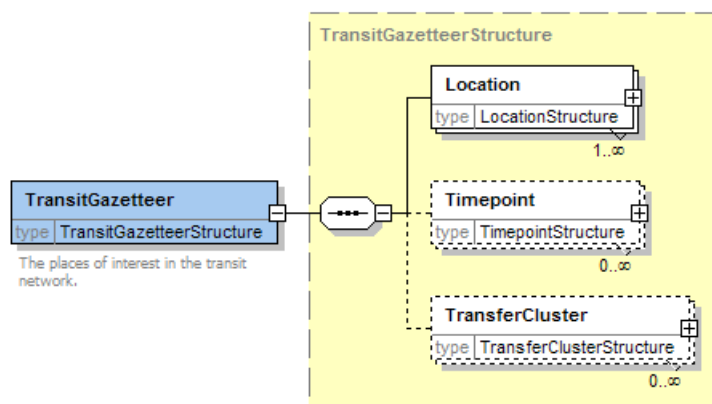 TransitGazetteerStructure
Location
type LocationStructure
1..∞
TransitGazetteer
type TransitGazetteerStructure
The places of interest in the transit
network.
Timepoint
type TimepointStructure
0..∞
TransferCluster
type TransferClusterStructure
0..∞